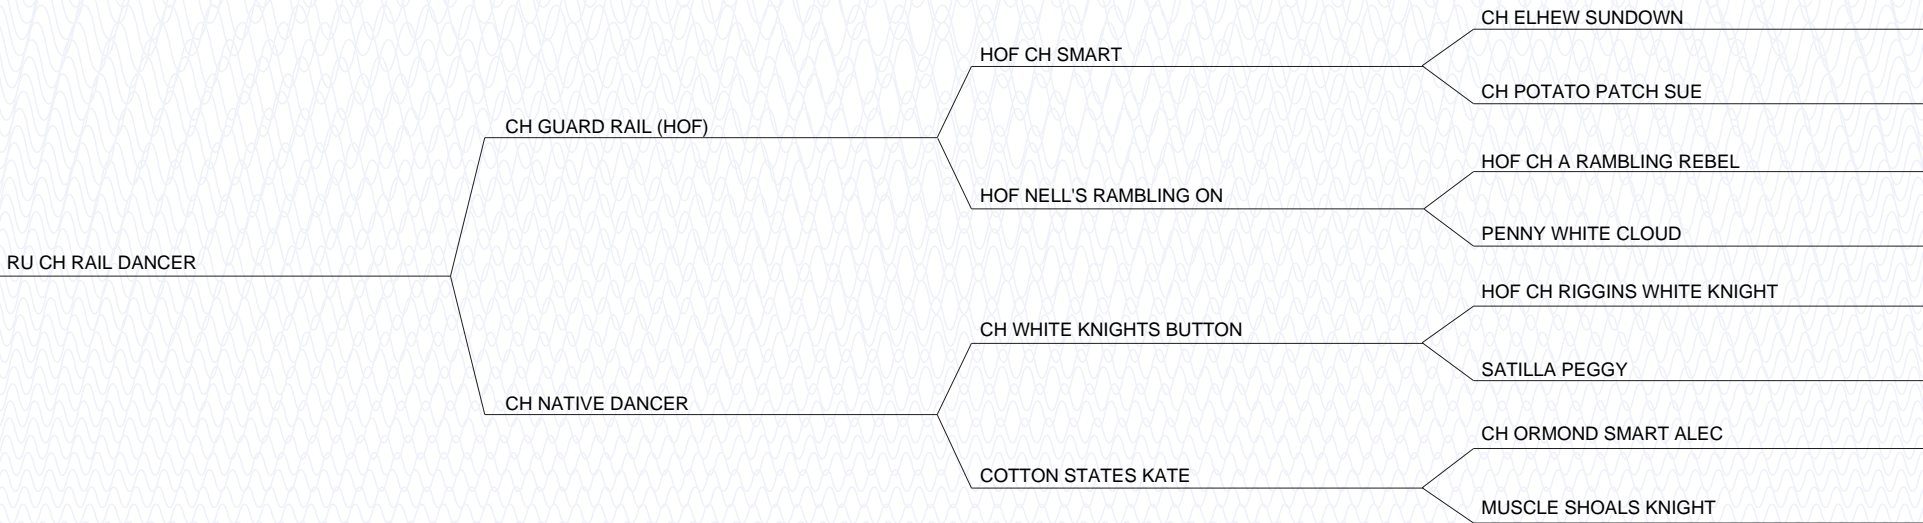 CH ELHEW SUNDOWN
HOF CH SMART
CH POTATO PATCH SUE
CH GUARD RAIL (HOF)
HOF CH A RAMBLING REBEL
HOF NELL'S RAMBLING ON
PENNY WHITE CLOUD
RU CH RAIL DANCER
HOF CH RIGGINS WHITE KNIGHT
CH WHITE KNIGHTS BUTTON
SATILLA PEGGY
CH NATIVE DANCER
CH ORMOND SMART ALEC
COTTON STATES KATE
MUSCLE SHOALS KNIGHT